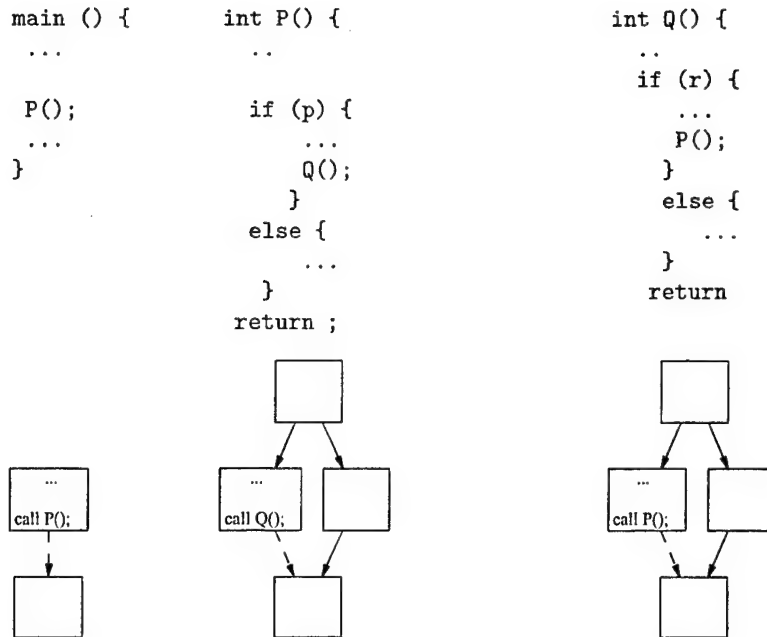 main () {
...
P();
...
}
int P() {
..
if (p) {
...
Q();
}
else {
...
}
return ;
int Q() {
..
if (r) {
...
P();
}
else {
...
}
return
...
call P();
...
call Q();
...
call P();